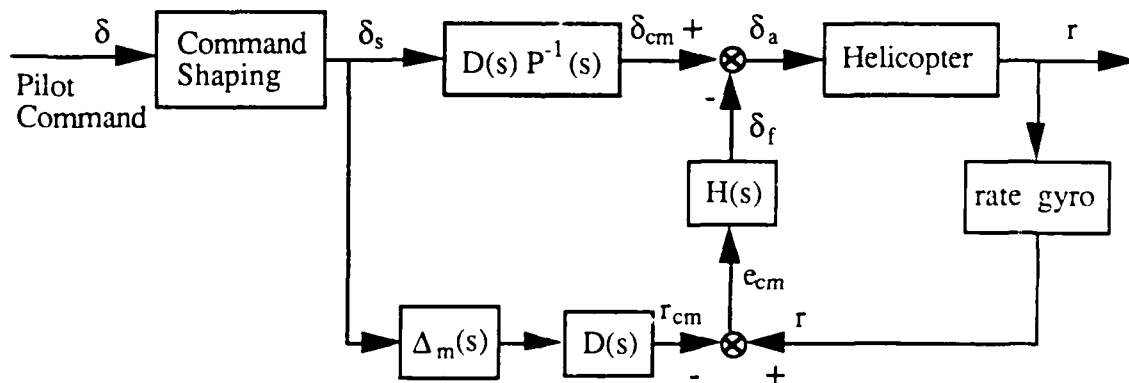 δ
Pilot
Command
Command
Shaping
δs
D(s) P⁻¹(s)
δcm +
-
δa
Helicopter
r
δf
H(s)
rate gyro
ecm
Δm(s)
D(s)
rcm
-
r
+